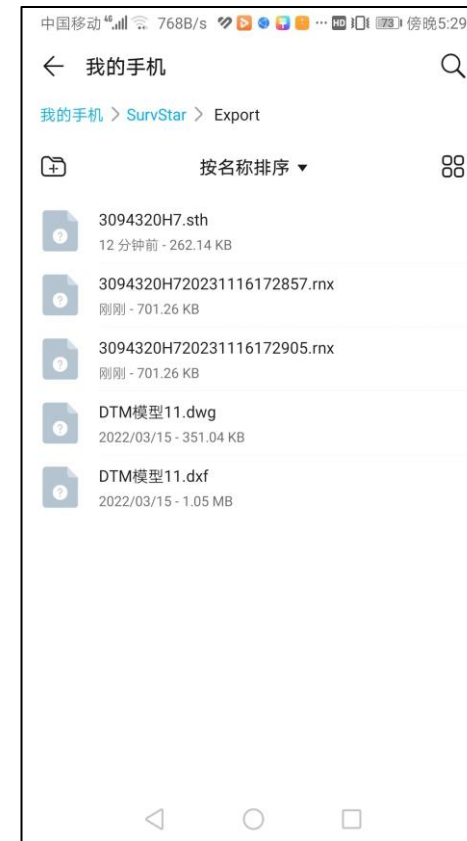 中国移动 46 768B/s ··· HD 73 傍晚5:29
我的手机
我的手机 > SurvStar > Export
按名称排序
3094320H7.sth
12 分钟前 - 262.14 KB
3094320H720231116172857.rnx
刚刚 - 701.26 KB
3094320H720231116172905.rnx
刚刚 - 701.26 KB
DTM模型11.dwg
2022/03/15 - 351.04 KB
DTM模型11.dxf
2022/03/15 - 1.05 MB